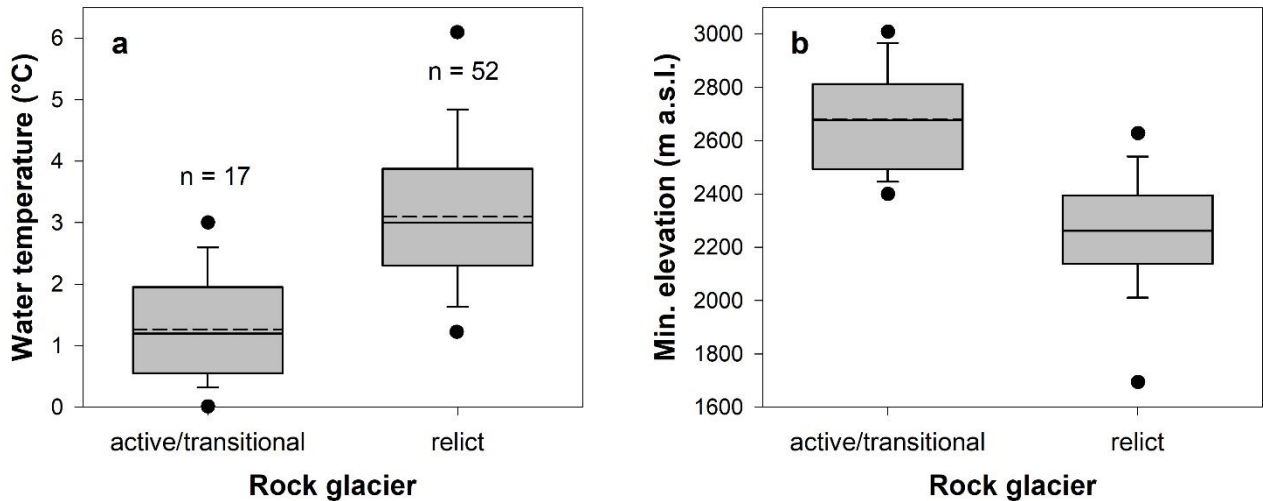 a
Water temperature (°C)
6
5
4
3
2
1
0
n = 17
n = 52
active/transitional
relict
Rock glacier
b
Min. elevation (m a.s.l.)
3000
2800
2600
2400
2200
2000
1800
1600
active/transitional
relict
Rock glacier